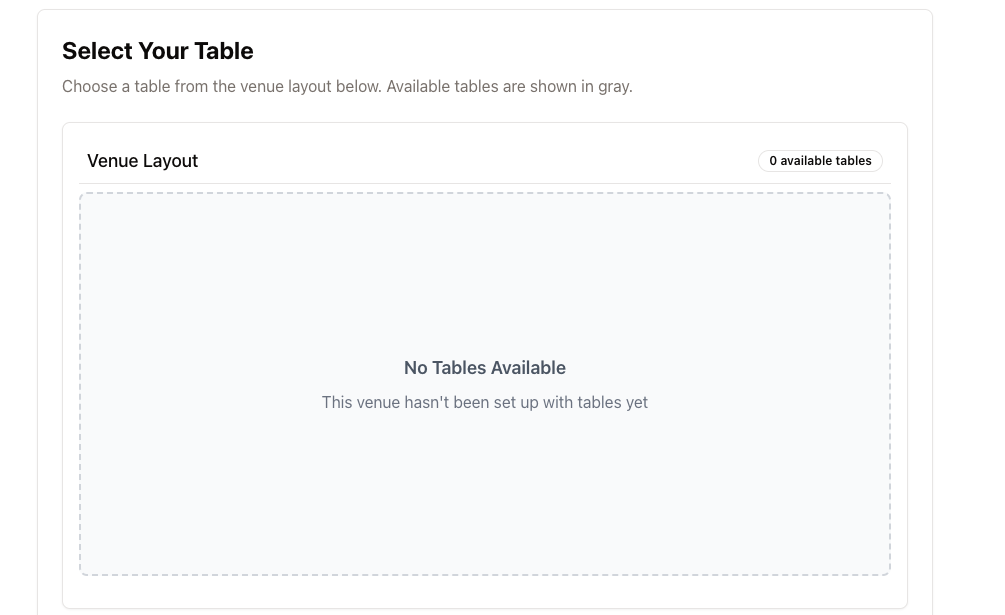 Select Your Table
Choose a table from the venue layout below. Available tables are shown in gray.
Venue Layout
0 available tables
No Tables Available
This venue hasn't been set up with tables yet